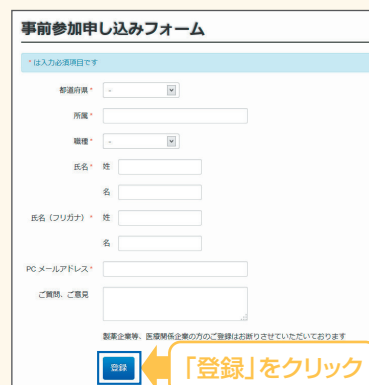 事前参加申し込みフォーム
*は入力必須項目です
都道府県* -
所属*
職種* -
氏名* 姓
名
氏名（フリガナ）* 姓
名
PC メールアドレス*
ご質問、ご意見
製薬企業等、医療関係企業の方のご登録はお断りさせていただいております
登録
「登録」をクリック